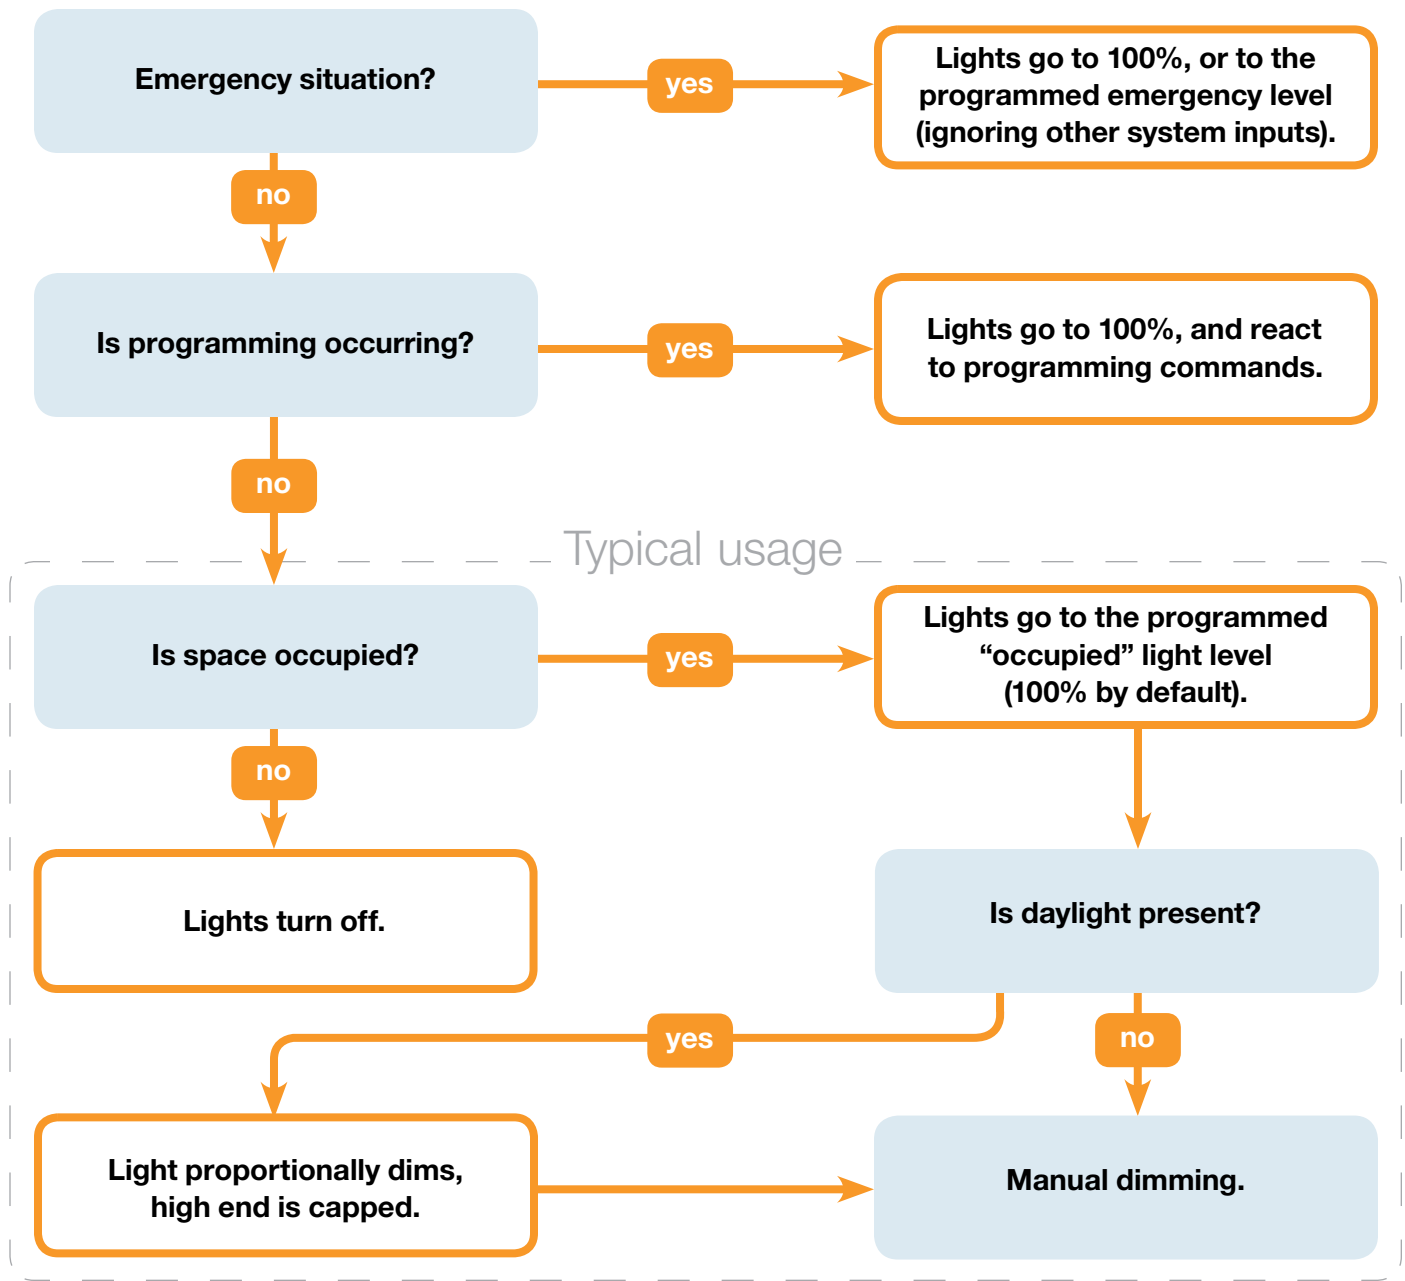 Emergency situation?
yes
Lights go to 100%, or to the
programmed emergency level
(ignoring other system inputs).
no
Is programming occurring?
yes
Lights go to 100%, and react
to programming commands.
no
Typical usage
Is space occupied?
yes
Lights go to the programmed
“occupied” light level
(100% by default).
no
Lights turn off.
Is daylight present?
yes
no
Light proportionally dims,
high end is capped.
Manual dimming.